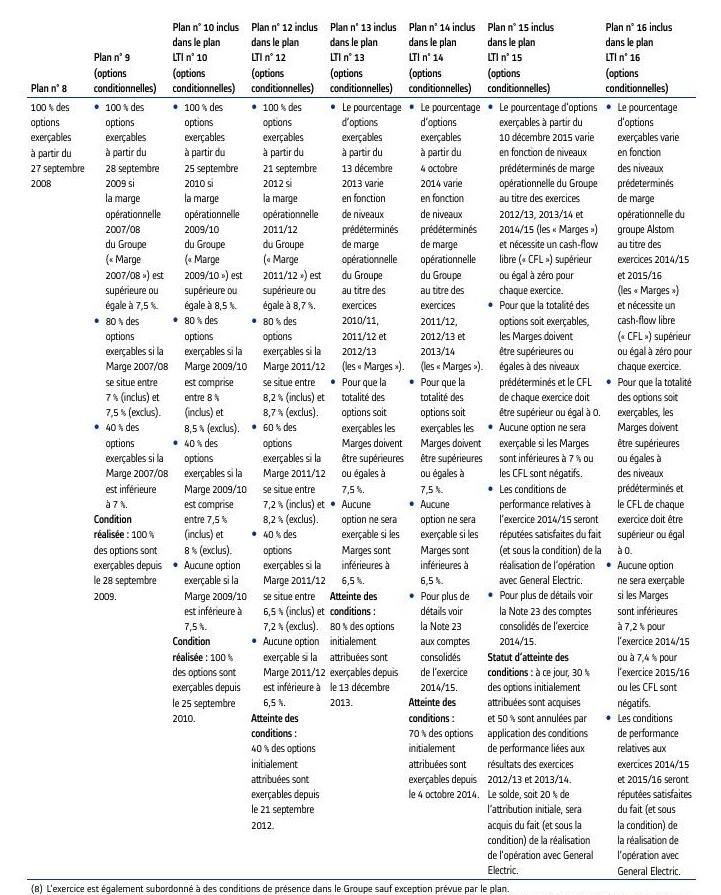 Plan n° 8
100 % des
options
exerçables
à partir du
27 septembre
2008
Plan n° 9
(options
conditionnelles)
• 100 % des
options
exerçables
à partir du
28 septembre
2009 si
la marge
opérationnelle
2007/08
du Groupe
(« Marge
2007/08 ») est
supérieure ou
égale à 7,5 %.
• 80 % des
options
exerçables si la
Marge 2007/08
se situe entre
7 % (inclus) et
7,5 % (exclus).
• 40 % des
options
exerçables si la
Marge 2007/08
est inférieure
à 7 %.
Condition
réalisée : 100 %
des options sont
exerçables depuis
le 28 septembre
2009.
Plan n° 10 inclus
dans le plan
LTI n° 10
(options
conditionnelles)
• 100 % des
options
exerçables
à partir du
25 septembre
2010 si
la marge
opérationnelle
2009/10
du Groupe
(« Marge
2009/10 ») est
supérieure ou
égale à 8,5 %.
• 80 % des
options
exerçables si la
Marge 2009/10
est comprise
entre 8 %
(inclus) et
8,5 % (exclus).
• 40 % des
options
exerçables si la
Marge 2009/10
est comprise
entre 7,5 %
(inclus) et
8 % (exclus).
• Aucune option
exerçable si la
Marge 2009/10
est inférieure à
7,5 %.
Condition
réalisée : 100 %
des options sont
exerçables depuis
le 25 septembre
2010.
Plan n° 12 inclus
dans le plan
LTI n° 12
(options
conditionnelles)
• 100 % des
options
exerçables
à partir du
21 septembre
2012 si
la marge
opérationnelle
2011/12
du Groupe
(« Marge
2011/12 ») est
supérieure ou
égale à 8,7 %.
• 80 % des
options
exerçables si la
Marge 2011/12
se situe entre
8,2 % (inclus) et
8,7 % (exclus).
• 60 % des
options
exerçables si la
Marge 2011/12
se situe entre
7,2 % (inclus) et
8,2 % (exclus).
• 40 % des
options
exerçables si la
Marge 2011/12
se situe entre
6,5 % (inclus) et
7,2 % (exclus).
• Aucune option
exerçable si la
Marge 2011/12
est inférieure à
6,5 %.
Atteinte des
conditions :
40 % des options
initialement
attribuées sont
exerçables depuis
le 21 septembre
2012.
Plan n° 13 inclus
dans le plan
LTI n° 13
(options
conditionnelles)
• Le pourcentage
d'options
exerçables
à partir du
13 décembre
2013 varie
en fonction
de niveaux
prédéterminés
de marge
opérationnelle
du Groupe
au titre des
exercices
2010/11,
2011/12 et
2012/13
(les « Marges »).
• Pour que la
totalité des
options soit
exerçables les
Marges doivent
être supérieures
ou égales à
7,5 %.
• Aucune
option ne sera
exerçable si les
Marges sont
inférieures à
6,5 %.
Atteinte des
conditions :
80 % des options
initialement
attribuées sont
exerçables depuis
le 13 décembre
2013.
Plan n° 14 inclus
dans le plan
LTI n° 14
(options
conditionnelles)
• Le pourcentage
d'options
exerçables
à partir du
4 octobre
2014 varie
en fonction
de niveaux
prédéterminés
de marge
opérationnelle
du Groupe
au titre des
exercices
2011/12,
2012/13 et
2013/14
(les « Marges »).
• Pour que la
totalité des
options soit
exerçables les
Marges doivent
être supérieures
ou égales à
7,5 %.
• Aucune
option ne sera
exerçable si les
Marges sont
inférieures à
6,5 %.
• Pour plus de
détails voir
la Note 23
aux comptes
consolidés
de l'exercice
2014/15.
Atteinte des
conditions :
70 % des options
initialement
attribuées sont
exerçables depuis
le 4 octobre 2014.
Plan n° 15 inclus
dans le plan
LTI n° 15
(options
conditionnelles)
• Le pourcentage d'options
exerçables à partir du
10 décembre 2015 varie
en fonction de niveaux
prédéterminés de marge
opérationnelle du Groupe
au titre des exercices
2012/13, 2013/14 et
2014/15 (les « Marges »)
et nécessite un cash-flow
libre (« CFL ») supérieur
ou égal à zéro pour
chaque exercice.
• Pour que la totalité des
options soit exerçables,
les Marges doivent
être supérieures ou
égales à des niveaux
prédéterminés et le CFL
de chaque exercice doit
être supérieur ou égal à 0.
• Aucune option ne sera
exerçable si les Marges
sont inférieurs à 7 % ou
les CFL sont négatifs.
• Les conditions de
performance relatives à
l'exercice 2014/15 seront
réputées satisfaites du fait
(et sous la condition) de la
réalisation de l'opération
avec General Electric.
• Pour plus de détails voir
la Note 23 des comptes
consolidés de l'exercice
2014/15.
Statut d'atteinte des
conditions : à ce jour, 30 %
des options initialement
attribuées sont acquises
et 50 % sont annulées par
application des conditions
de performance liées aux
résultats des exercices
2012/13 et 2013/14.
Le solde, soit 20 % de
l'attribution initiale, sera
acquis du fait (et sous la
condition) de la réalisation
de l'opération avec General
Electric.
Plan n° 16 inclus
dans le plan
LTI n° 16
(options
conditionnelles)
• Le pourcentage
d'options
exerçables varie
en fonction
des niveaux
prédeterminés
de marge
opérationnelle du
groupe Alstom
au titre des
exercices 2014/15
et 2015/16
(les « Marges »)
et nécessite un
cash-flow libre
(« CFL ») supérieur
ou égal à zéro pour
chaque exercice.
• Pour que la totalité
des options soit
exerçables, les
Marges doivent
être supérieures
ou égales à
des niveaux
prédéterminés et
le CFL de chaque
exercice doit être
supérieur ou égal
à 0.
• Aucune option
ne sera exerçable
si les Marges
sont inférieurs
à 7,2 % pour
l'exercice 2014/15
ou à 7,4 % pour
l'exercice 2015/16
ou les CFL sont
négatifs.
• Les conditions
de performance
relatives aux
exercices 2014/15
et 2015/16 seront
réputées satisfaites
du fait (et sous
la condition) de
la réalisation de
l'opération avec
General Electric.
(8) L'exercice est également subordonné à des conditions de présence dans le Groupe sauf exception prévue par le plan.